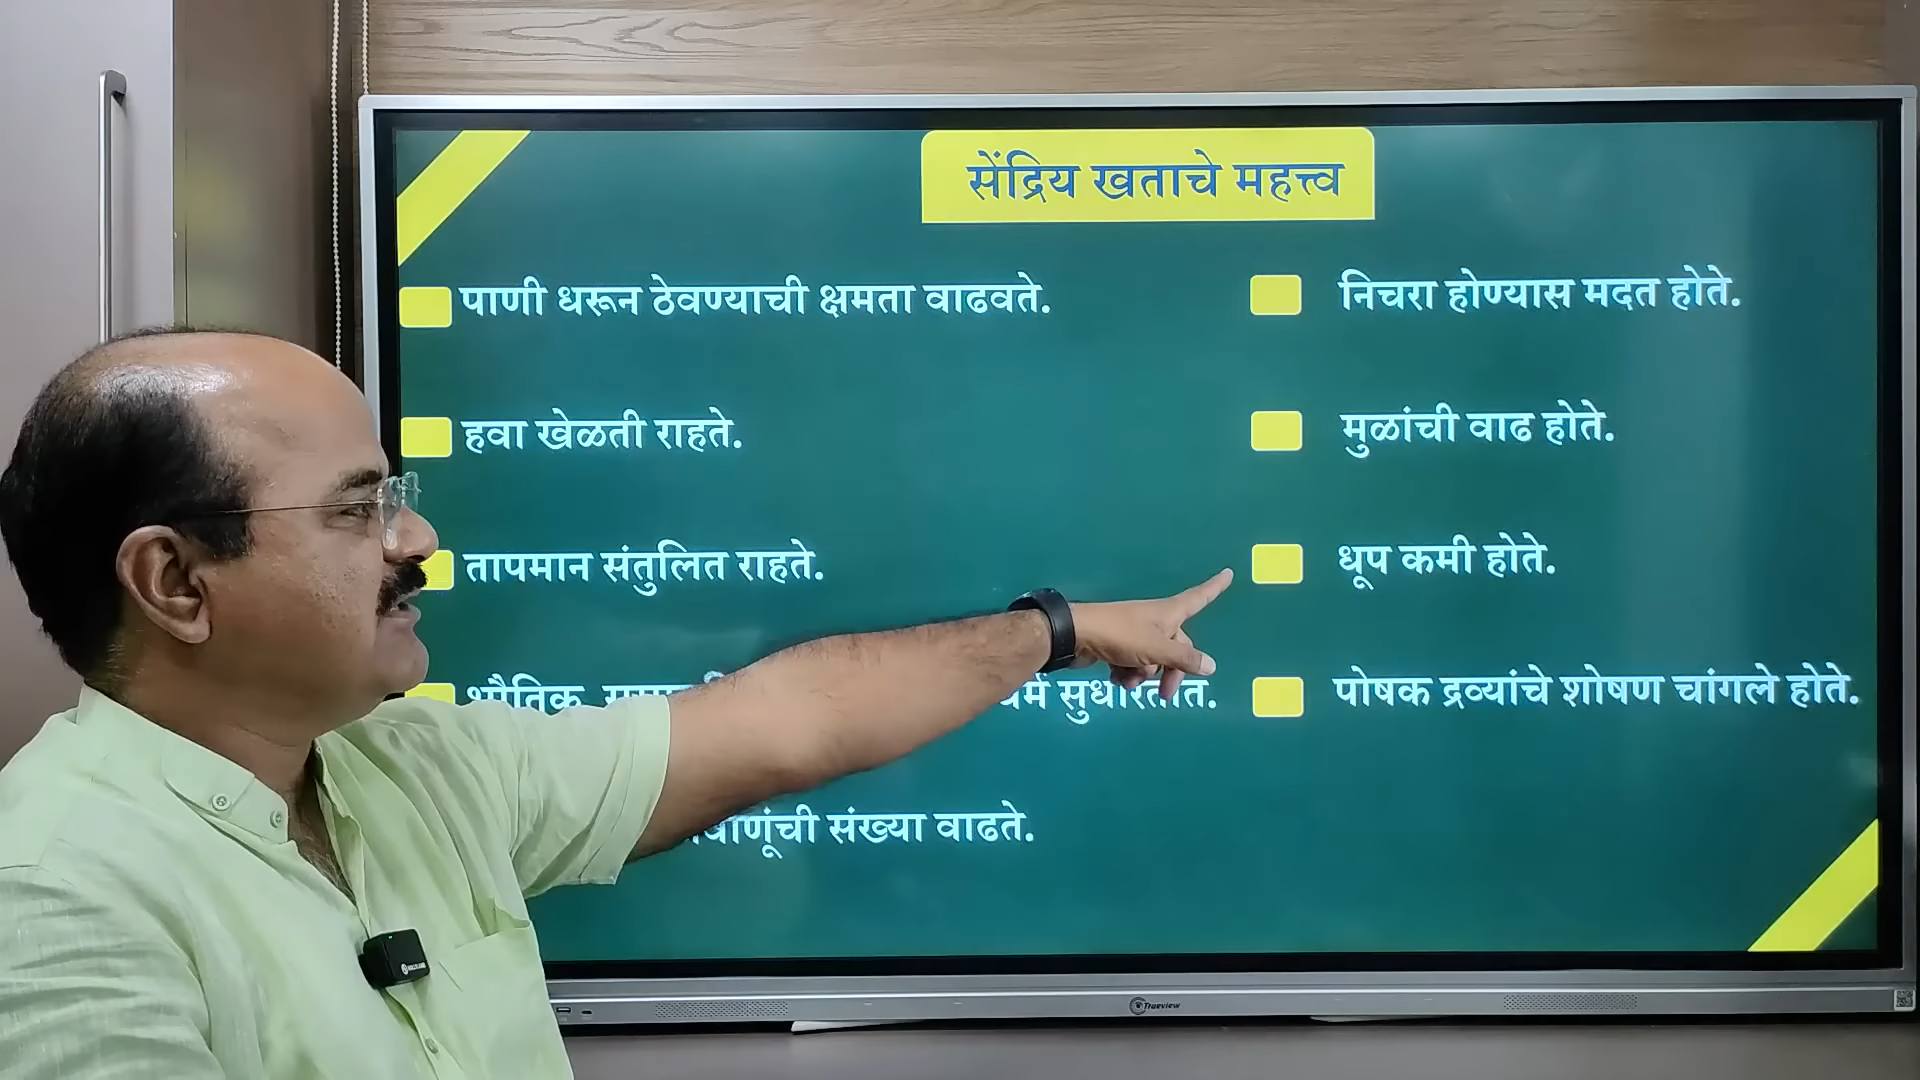 सेंद्रिय खताचे महत्त्व
पाणी धरून ठेवण्याची क्षमता वाढवते.
हवा खेळती राहते.
तापमान संतुलित राहते.
सुधारतात.
संख्या वाढते.
निचरा होण्यास मदत होते.
मुळांची वाढ होते.
धूप कमी होते.
पोषक द्रव्यांचे शोषण चांगले होते.
Trueview